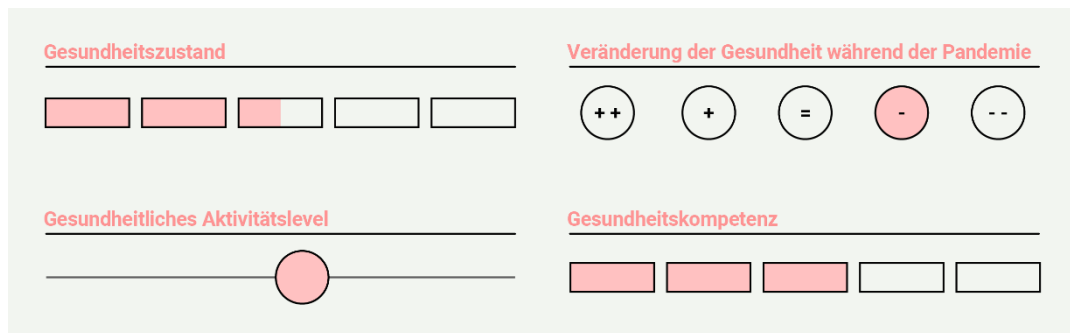 Gesundheitszustand
Veränderung der Gesundheit während der Pandemie
++ + = - --
Gesundheitliches Aktivitätslevel
Gesundheitskompetenz